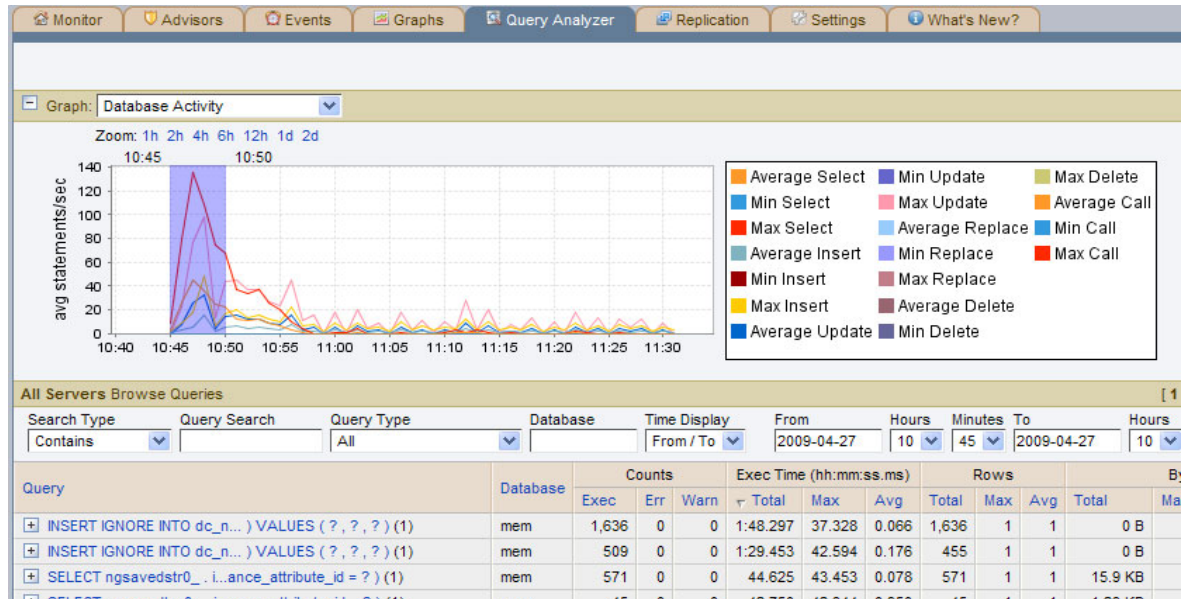 Monitor Advisors Events Graphs Query Analyzer Replication Settings What's New?
Graph: Database Activity
Zoom: 1h 2h 4h 6h 12h 1d 2d
10:45 10:50
avg statements/sec
140
120
100
80
60
40
20
0
10:40 10:45 10:50 10:55 11:00 11:05 11:10 11:15 11:20 11:25 11:30
Average Select Min Update Max Delete
Min Select Max Update Average Call
Max Select Average Replace Min Call
Average Insert Min Replace Max Call
Min Insert Max Replace
Max Insert Average Delete
Average Update Min Delete
All Servers Browse Queries [ 1
Search Type Query Search Query Type Database Time Display From Hours Minutes To Hours
Contains All From / To 2009-04-27 10 45 2009-04-27 10
Query Database Counts Exec Time (hh:mm:ss.ms) Rows By
Exec Err Warn Total Max Avg Total Max Avg Total Ma
INSERT IGNORE INTO dc_n... ) VALUES ( ? , ? , ? ) (1) mem 1,636 0 0 1:48.297 37.328 0.066 1,636 1 1 0 B
INSERT IGNORE INTO dc_n... ) VALUES ( ? , ? , ? ) (1) mem 509 0 0 1:29.453 42.594 0.176 455 1 1 0 B
SELECT ngsavedstr0_ . i...ance_attribute_id = ? ) (1) mem 571 0 0 44.625 43.453 0.078 571 1 1 15.9 KB